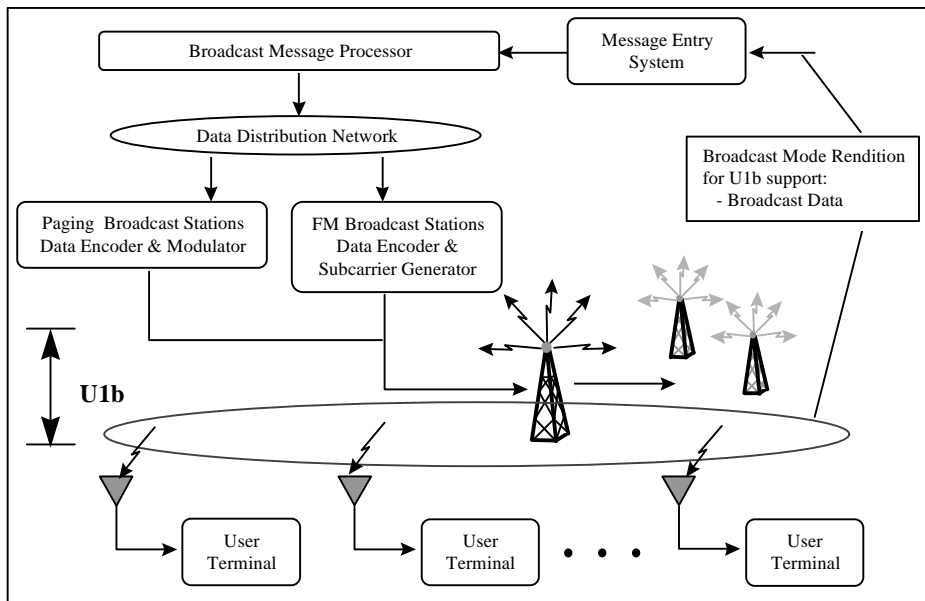 Broadcast Message Processor
Message Entry
System
Data Distribution Network
Broadcast Mode Rendition
for U1b support:
- Broadcast Data
Paging Broadcast Stations
Data Encoder & Modulator
FM Broadcast Stations
Data Encoder &
Subcarrier Generator
U1b
User
Terminal
User
Terminal
• • •
User
Terminal